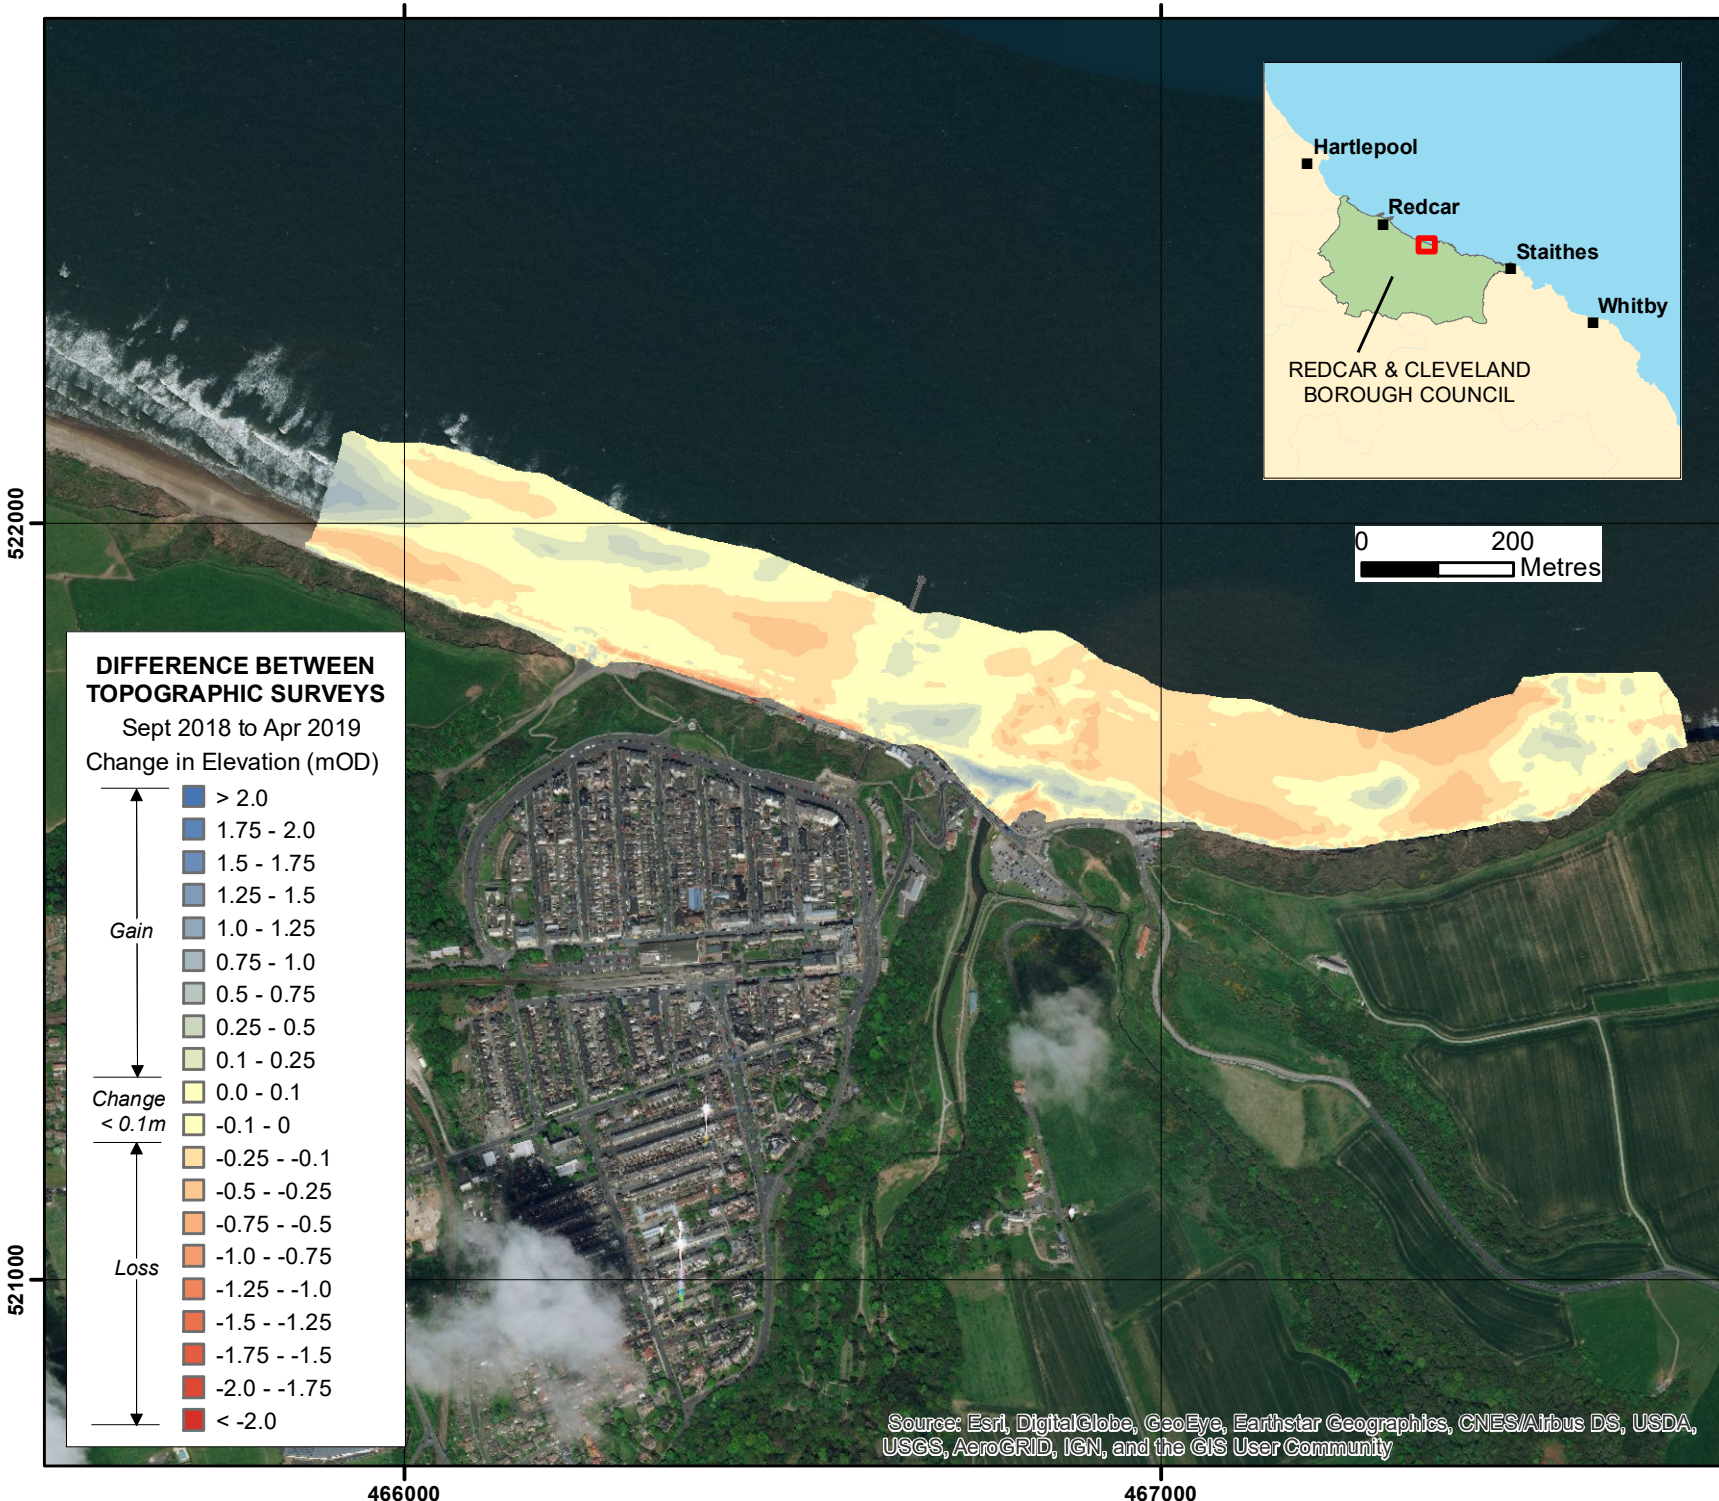 Hartlepool
Redcar
Staithes
Whitby
REDCAR & CLEVELAND
BOROUGH COUNCIL
522000
0 200
Metres
DIFFERENCE BETWEEN
TOPOGRAPHIC SURVEYS
Sept 2018 to Apr 2019
Change in Elevation (mOD)
> 2.0
1.75 - 2.0
1.5 - 1.75
1.25 - 1.5
Gain
1.0 - 1.25
0.75 - 1.0
0.5 - 0.75
0.25 - 0.5
0.1 - 0.25
Change
< 0.1m
0.0 - 0.1
-0.1 - 0
-0.25 - -0.1
-0.5 - -0.25
-0.75 - -0.5
Loss
-1.0 - -0.75
-1.25 - -1.0
-1.5 - -1.25
-1.75 - -1.5
-2.0 - -1.75
< -2.0
521000
Source: Esri, DigitalGlobe, GeoEye, Earthstar Geographics, CNES/Airbus DS, USDA,
USGS, AeroGRID, IGN, and the GIS User Community
466000
467000